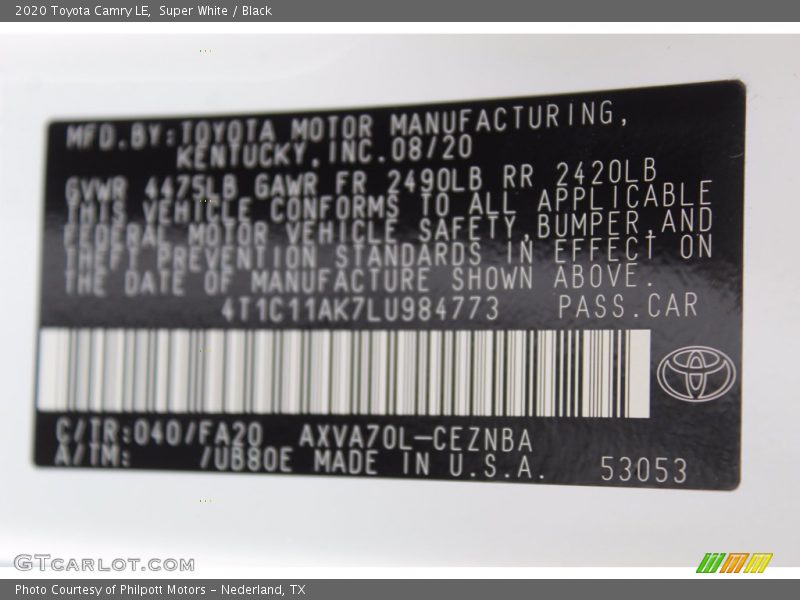 2020 Toyota Camry LE, Super White / Black
MFD.BY:TOYOTA MOTOR MANUFACTURING,
KENTUCKY,INC.08/20
GVWR 4475LB GAWR FR 2490LB RR 2420LB
THIS VEHICLE CONFORMS TO ALL APPLICABLE
FEDERAL MOTOR VEHICLE SAFETY,BUMPER,AND
THEFT PREVENTION STANDARDS IN EFFECT ON
THE DATE OF MANUFACTURE SHOWN ABOVE.
4T1C11AK7LU984773 PASS.CAR
C/TR:040/FA20 AXVA70L-CEZNBA
A/TM: /UB80E MADE IN U.S.A. 53053
GTCARLOT.COM
Photo Courtesy of Philpott Motors - Nederland, TX